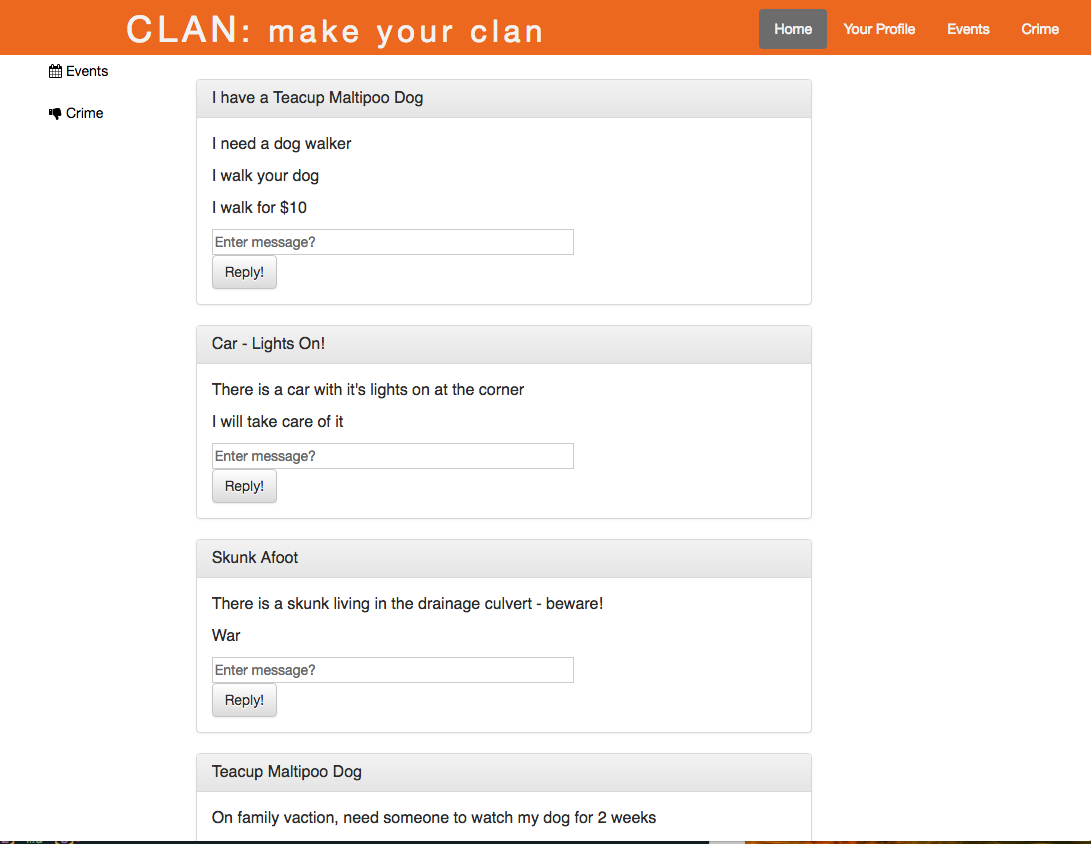 CLAN: make your clan
Home Your Profile Events Crime
Events
Crime
I have a Teacup Maltipoo Dog
I need a dog walker
I walk your dog
I walk for $10
Enter message?
Reply!
Car - Lights On!
There is a car with it's lights on at the corner
I will take care of it
Enter message?
Reply!
Skunk Afoot
There is a skunk living in the drainage culvert - beware!
War
Enter message?
Reply!
Teacup Maltipoo Dog
On family vaction, need someone to watch my dog for 2 weeks